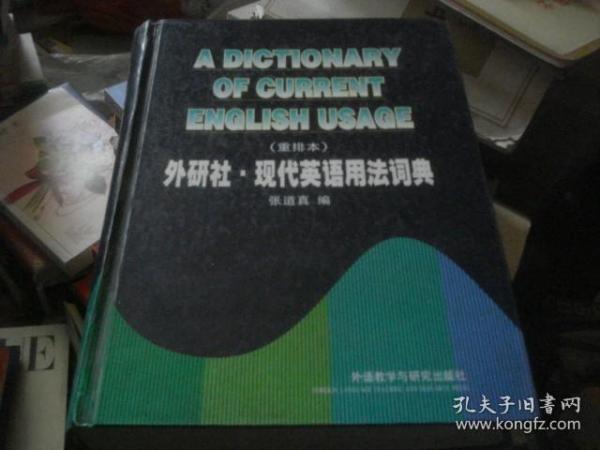 A DICTIONARY
OF CURRENT
ENGLISH USAGE
（重排本）
外研社·现代英语用法词典
张道真 编
外语教学与研究出版社
孔夫子旧书网
www.kongfz.com